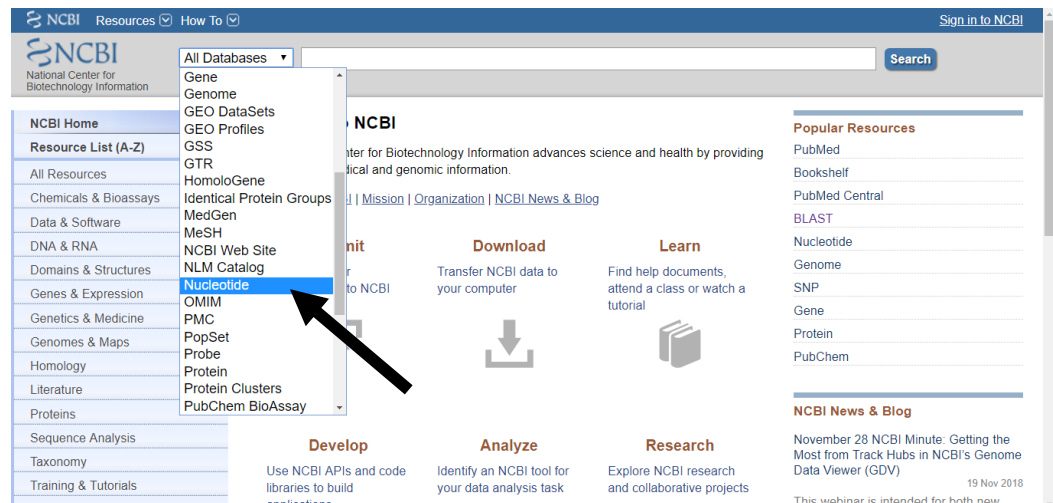 NCBI Resources How To Sign in to NCBI
NCBI
National Center for
Biotechnology Information
All Databases
Search
Gene
Genome
GEO DataSets
GEO Profiles
GSS
GTR
HomoloGene
Identical Protein Groups
MedGen
MeSH
NCBI Web Site
NLM Catalog
Nucleotide
OMIM
PMC
PopSet
Probe
Protein
Protein Clusters
PubChem BioAssay
NCBI Home
Resource List (A-Z)
All Resources
Chemicals & Bioassays
Data & Software
DNA & RNA
Domains & Structures
Genes & Expression
Genetics & Medicine
Genomes & Maps
Homology
Literature
Proteins
Sequence Analysis
Taxonomy
Training & Tutorials
NCBI
for Biotechnology Information advances science and health by providing
and genomic information.
| Mission | Organization | NCBI News & Blog
to NCBI
Download
Transfer NCBI data to
your computer
Learn
Find help documents,
attend a class or watch a
tutorial
Develop
Use NCBI APIs and code
libraries to build
applications
Analyze
Identify an NCBI tool for
your data analysis task
Research
Explore NCBI research
and collaborative projects
Popular Resources
PubMed
Bookshelf
PubMed Central
BLAST
Nucleotide
Genome
SNP
Gene
Protein
PubChem
NCBI News & Blog
November 28 NCBI Minute: Getting the
Most from Track Hubs in NCBI's Genome
Data Viewer (GDV)
19 Nov 2018
This webinar is intended for both new